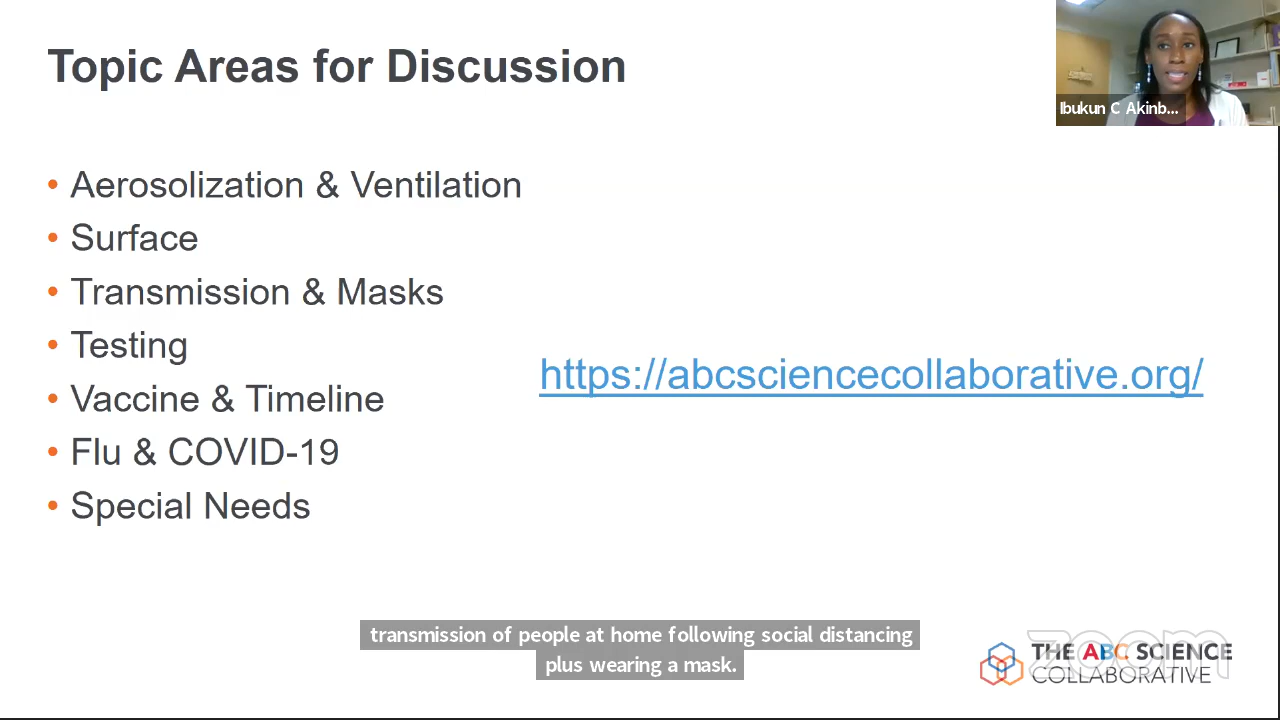 Topic Areas for Discussion
Ibukun C Akinb...
• Aerosolization & Ventilation
• Surface
• Transmission & Masks
• Testing
• Vaccine & Timeline
• Flu & COVID-19
• Special Needs
https://abcsciencecollaborative.org/
transmission of people at home following social distancing
plus wearing a mask.
THE ABC SCIENCE
COLLABORATIVE
zoom